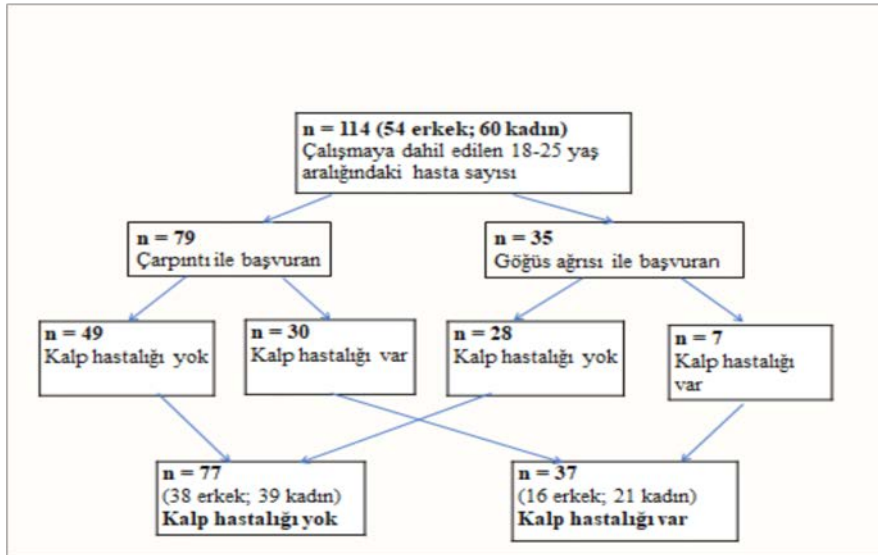 n = 114 (54 erkek; 60 kadın)
Çalışmaya dahil edilen 18-25 yaş
aralığındaki hasta sayısı
n = 79
Çarpıntı ile başvuran
n = 35
Göğüs ağrısı ile başvuran
n = 49
Kalp hastalığı yok
n = 30
Kalp hastalığı var
n = 28
Kalp hastalığı yok
n = 7
Kalp hastalığı
var
n = 77
(38 erkek; 39 kadın)
Kalp hastalığı yok
n = 37
(16 erkek; 21 kadın)
Kalp hastalığı var